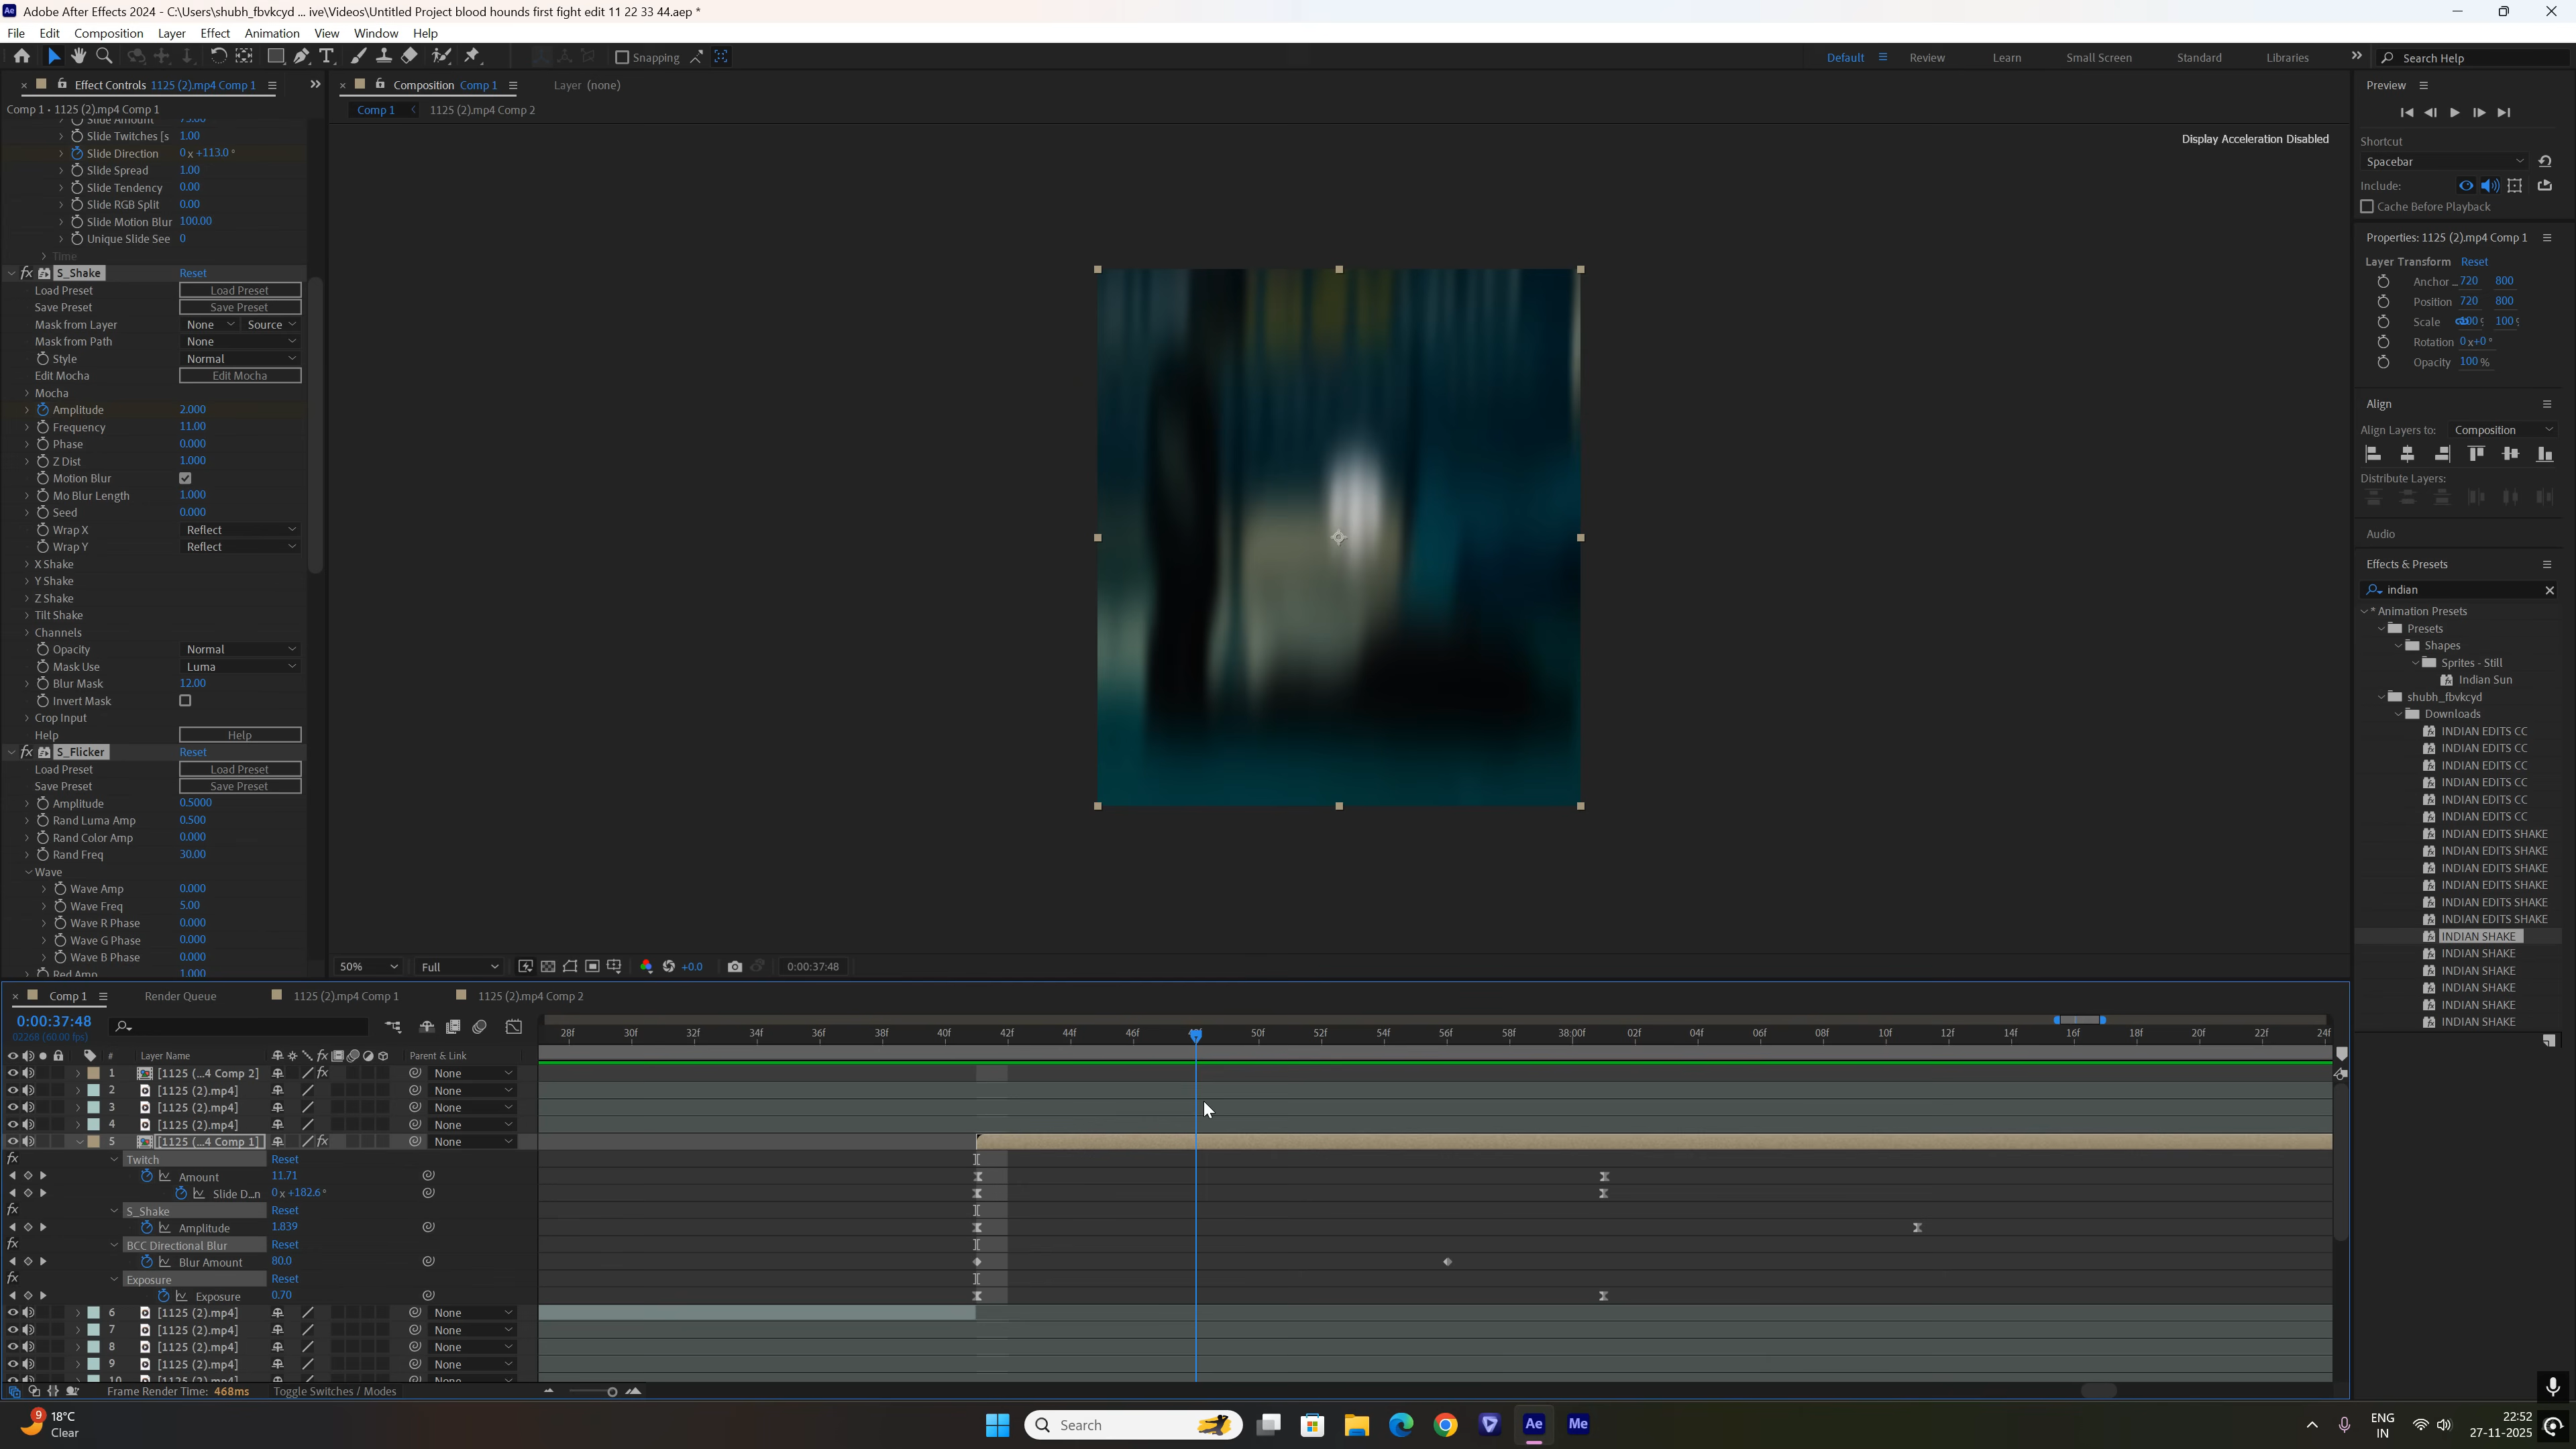 Adobe After Effects 2024 - C:\Users\shubh_fbvkcyd ... ive\Videos\Untitled Project blood hounds first fight edit 11 22 33 44.aep *
File Edit Composition Layer Effect Animation View Window Help
Snapping
Default Review Learn Small Screen Standard Libraries Search Help
Effect Controls 1125 (2).mp4 Comp 1
Comp 1 • 1125 (2).mp4 Comp 1
Slide Amount 75.00
Slide Twitches [s 1.00
Slide Direction 0 x +113.0 °
Slide Spread 1.00
Slide Tendency 0.00
Slide RGB Split 0.00
Slide Motion Blur 100.00
Unique Slide See 0
Time
fx S_Shake Reset
Load Preset Load Preset
Save Preset Save Preset
Mask from Layer None Source
Mask from Path None
Style Normal
Edit Mocha Edit Mocha
Mocha
Amplitude 2.000
Frequency 11.00
Phase 0.000
Z Dist 1.000
Motion Blur
Mo Blur Length 1.000
Seed 0.000
Wrap X Reflect
Wrap Y Reflect
X Shake
Y Shake
Z Shake
Tilt Shake
Channels
Opacity Normal
Mask Use Luma
Blur Mask 12.00
Invert Mask
Crop Input
Help Help
fx S_Flicker Reset
Load Preset Load Preset
Save Preset Save Preset
Amplitude 0.5000
Rand Luma Amp 0.500
Rand Color Amp 0.000
Rand Freq 30.00
Wave
Wave Amp 0.000
Wave Freq 5.00
Wave R Phase 0.000
Wave G Phase 0.000
Wave B Phase 0.000
Red Amp 1.000
Composition Comp 1 Layer (none)
Comp 1 1125 (2).mp4 Comp 2
Display Acceleration Disabled
50% Full +0.0 0:00:37:48
Preview
Shortcut
Spacebar
Include:
Cache Before Playback
Properties: 1125 (2).mp4 Comp 1
Layer Transform Reset
Anchor 720 800
Position 720 800
Scale 100 100
Rotation 0 x+0 °
Opacity 100 %
Align
Align Layers to: Composition
Distribute Layers:
Audio
Effects & Presets
indian
* Animation Presets
Presets
Shapes
Sprites - Still
Indian Sun
shubh_fbvkcyd
Downloads
INDIAN EDITS CC
INDIAN EDITS CC
INDIAN EDITS CC
INDIAN EDITS CC
INDIAN EDITS CC
INDIAN EDITS CC
INDIAN EDITS SHAKE
INDIAN EDITS SHAKE
INDIAN EDITS SHAKE
INDIAN EDITS SHAKE
INDIAN EDITS SHAKE
INDIAN EDITS SHAKE
INDIAN SHAKE
INDIAN SHAKE
INDIAN SHAKE
INDIAN SHAKE
INDIAN SHAKE
INDIAN SHAKE
Comp 1 Render Queue 1125 (2).mp4 Comp 1 1125 (2).mp4 Comp 2
0:00:37:48
02268 (60.00 fps)
28f 30f 32f 34f 36f 38f 40f 42f 44f 46f 50f 52f 54f 56f 58f 38:00f 02f 04f 06f 08f 10f 12f 14f 16f 18f 20f 22f 24f
# Layer Name fx Parent & Link
1 [1125 (...4 Comp 2] fx None
2 [1125 (2).mp4] None
3 [1125 (2).mp4] None
4 [1125 (2).mp4] None
5 [1125 (...4 Comp 1] fx None
fx Twitch Reset
Amount 11.71
Slide D...n 0 x +182.6 °
fx S_Shake Reset
Amplitude 1.839
fx BCC Directional Blur Reset
Blur Amount 80.0
fx Exposure Reset
Exposure 0.70
6 [1125 (2).mp4] None
7 [1125 (2).mp4] None
8 [1125 (2).mp4] None
9 [1125 (2).mp4] None
10 [1125 (2).mp4] None
Frame Render Time: 468ms Toggle Switches / Modes
9 18°C
Clear
Search
Ae Me
ENG
IN
22:52
27-11-2025